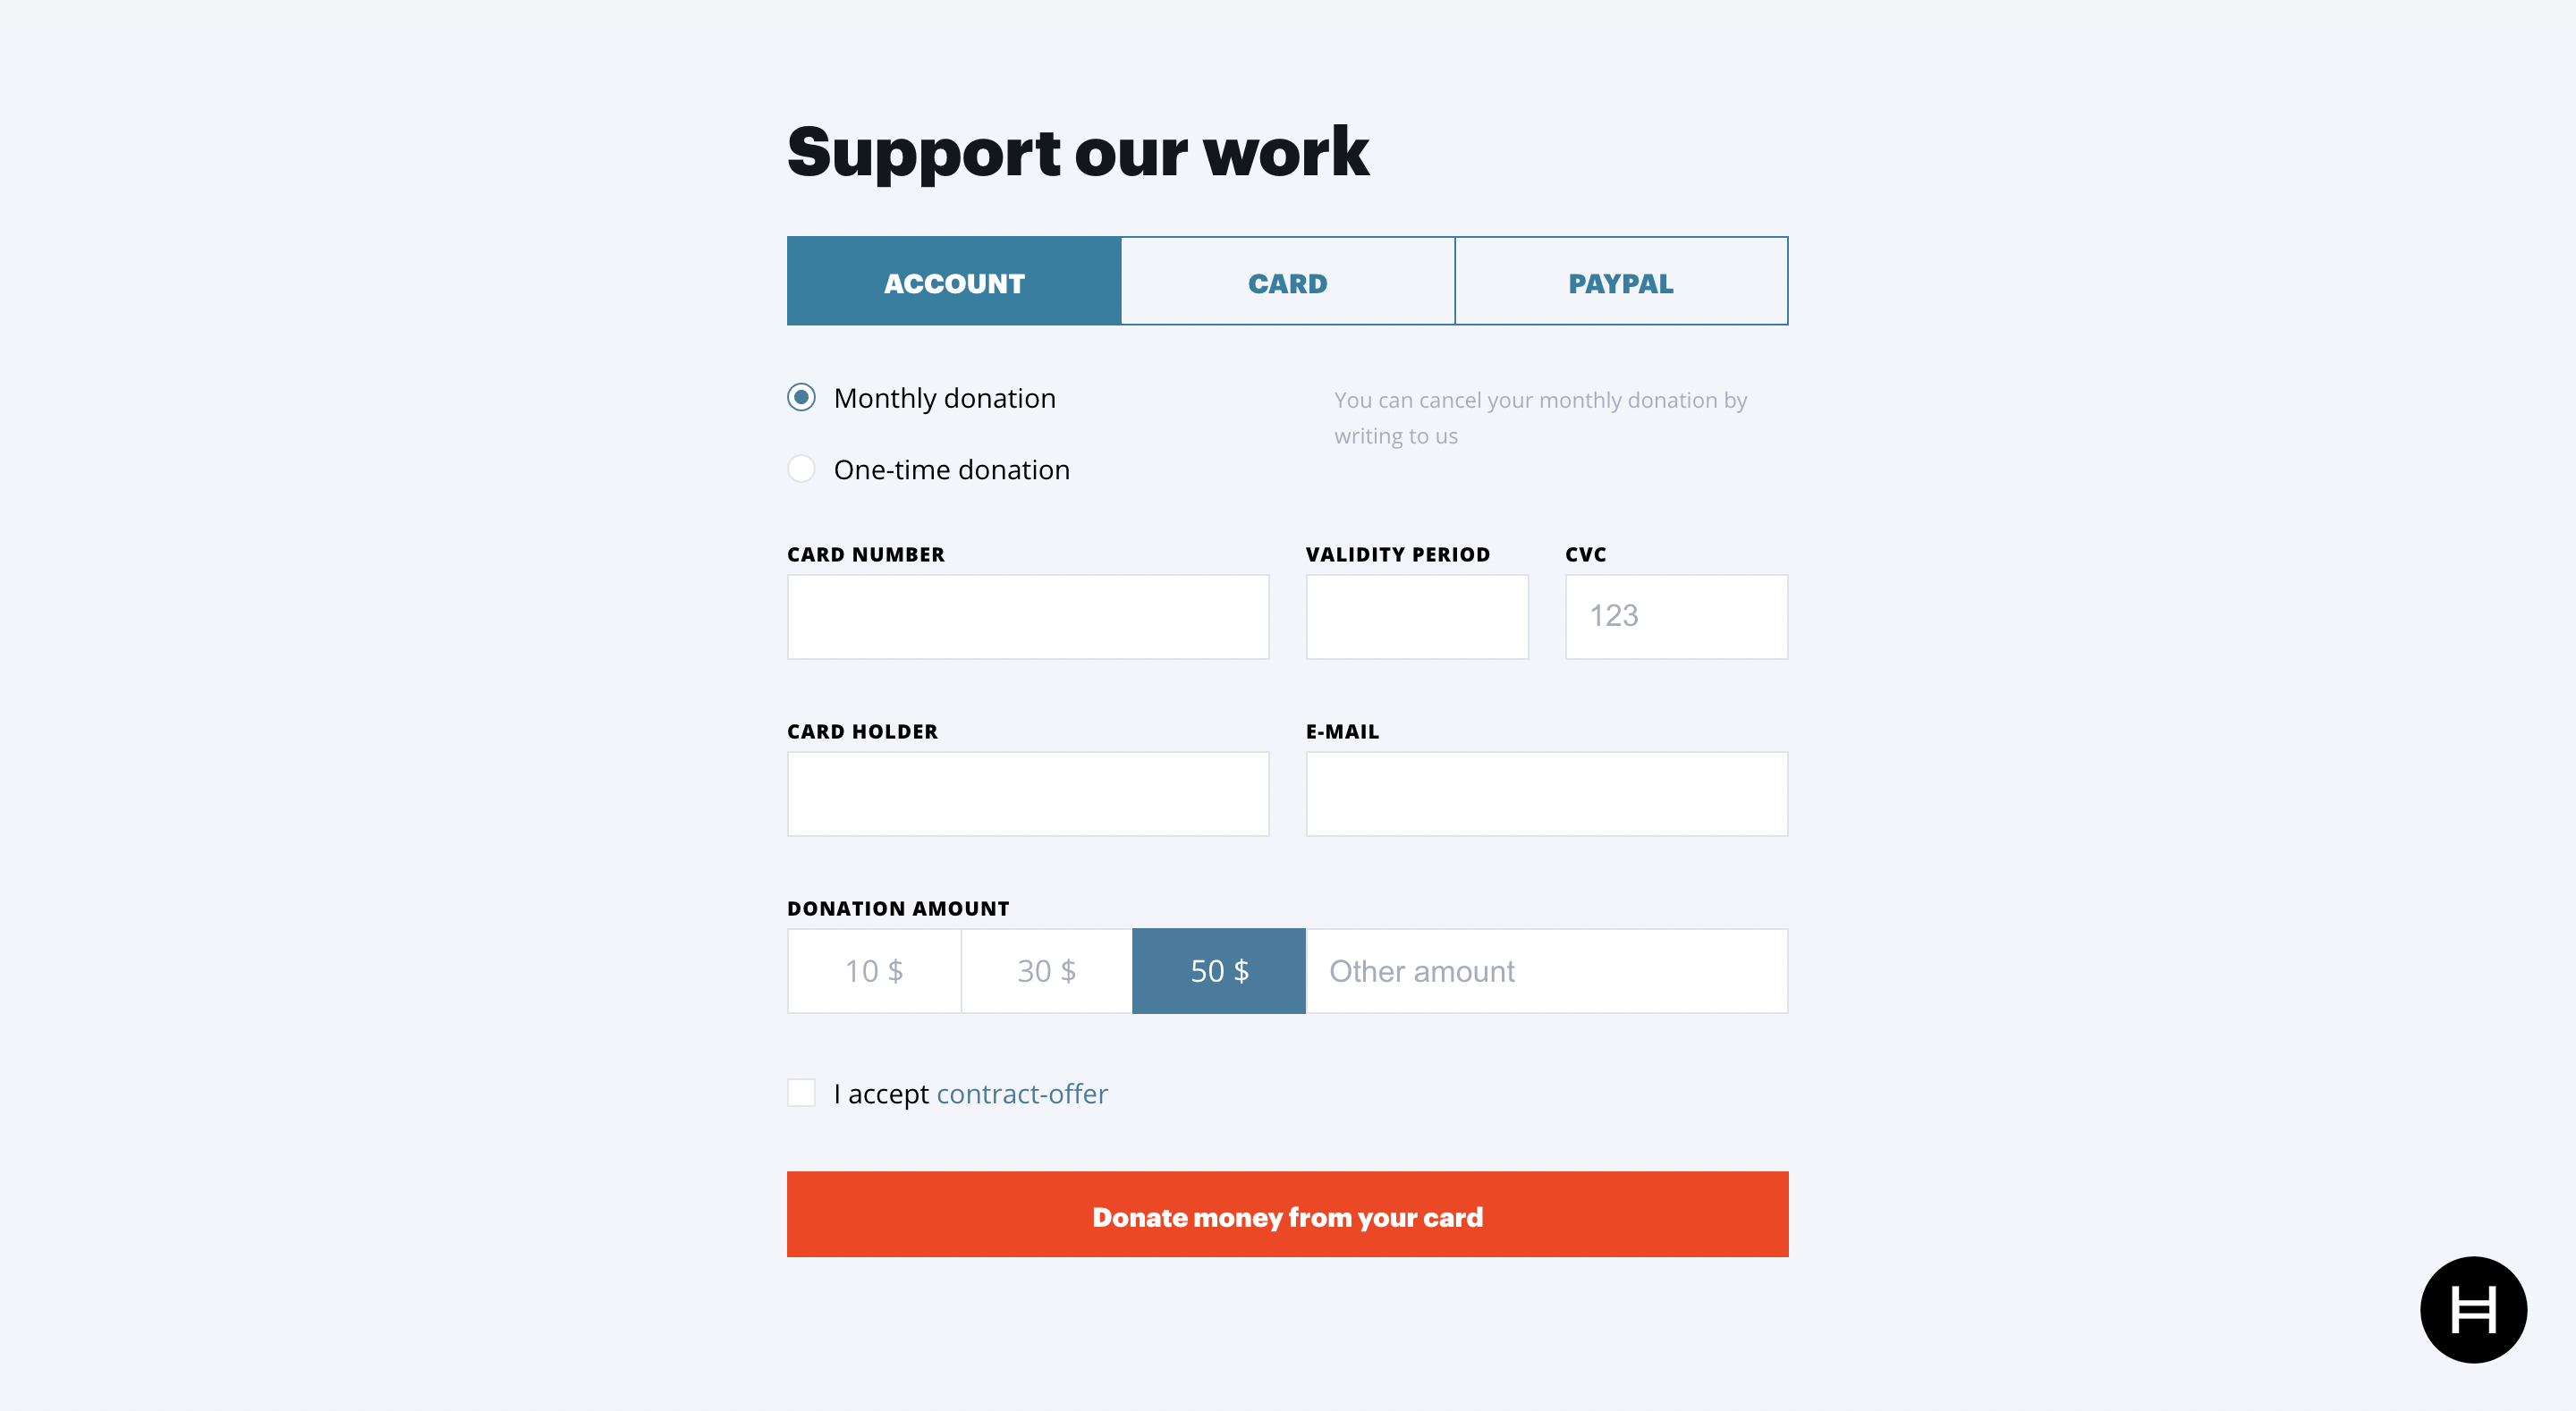 Support our work
ACCOUNT CARD PAYPAL
Monthly donation
You can cancel your monthly donation by
writing to us
One-time donation
CARD NUMBER VALIDITY PERIOD CVC
123
CARD HOLDER E-MAIL
DONATION AMOUNT
10 $ 30 $ 50 $ Other amount
I accept contract-offer
Donate money from your card
H